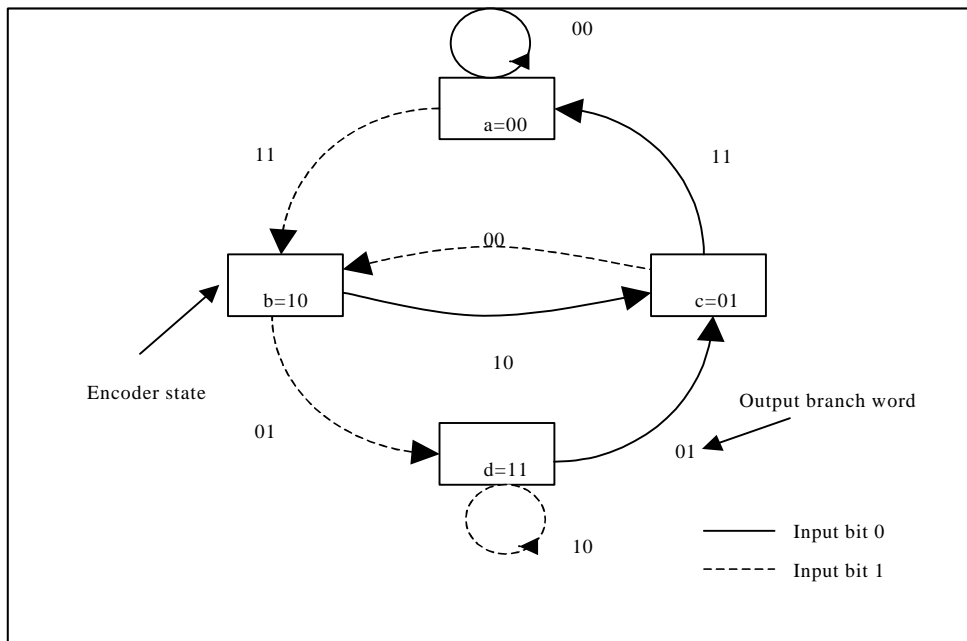 00
a=00
11
11
00
b=10
c=01
10
Encoder state
Output branch word
01
01
d=11
10
Input bit 0
Input bit 1